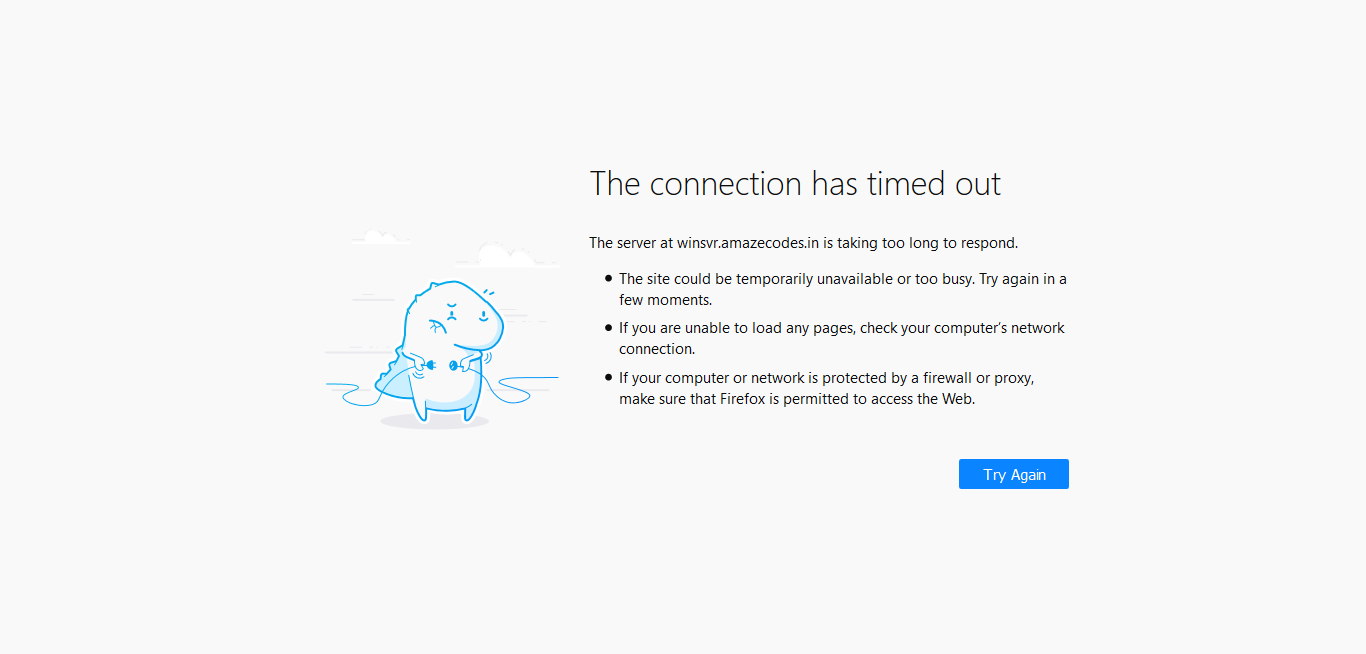 The connection has timed out
The server at winsvr.amazecodes.in is taking too long to respond.
• The site could be temporarily unavailable or too busy. Try again in a
few moments.
• If you are unable to load any pages, check your computer’s network
connection.
• If your computer or network is protected by a firewall or proxy,
make sure that Firefox is permitted to access the Web.
Try Again